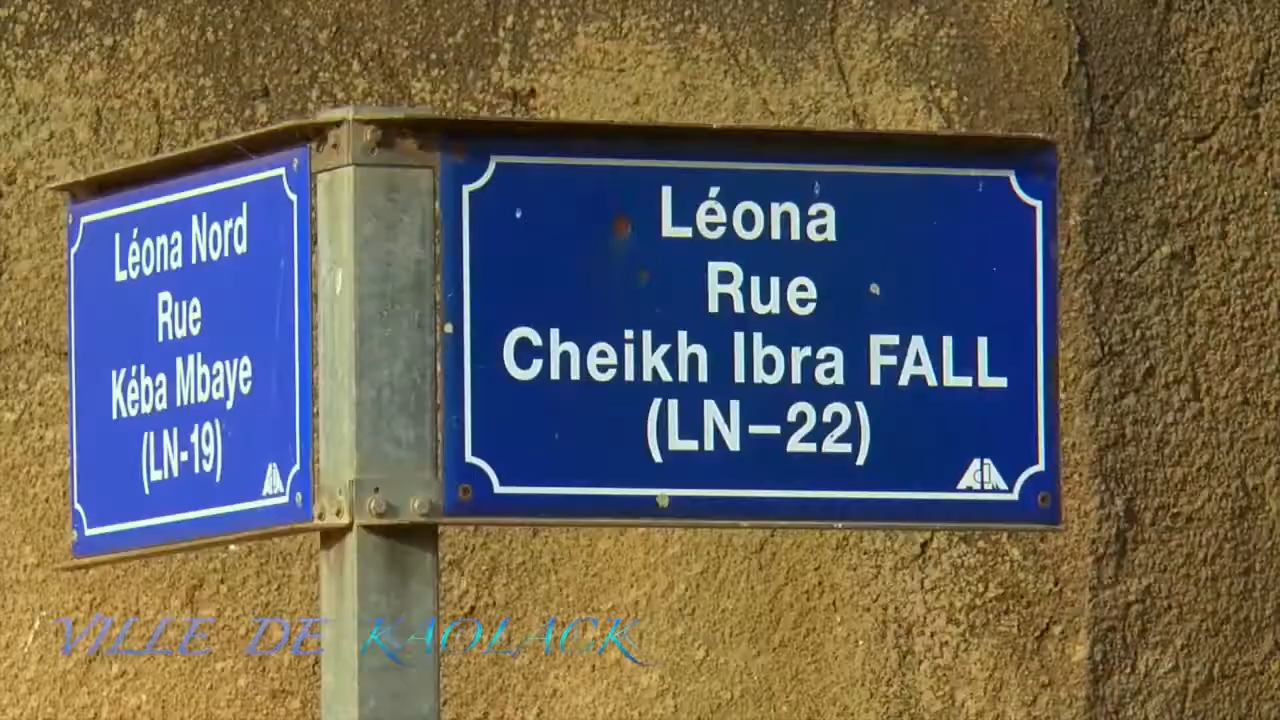 Léona Nord
Rue
Kéba Mbaye
(LN-19)
Léona
Rue
Cheikh Ibra FALL
(LN-22)
VILLE DE KAOLACK